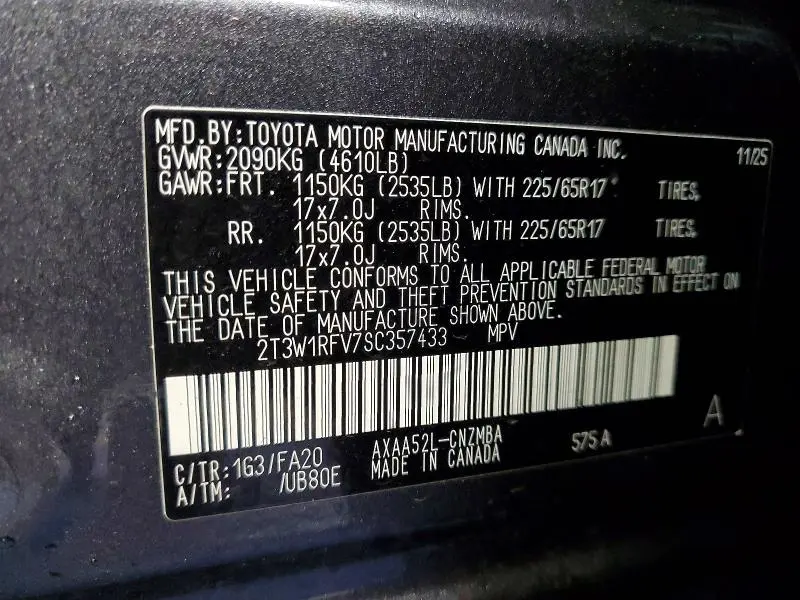 MFD. BY: TOYOTA MOTOR MANUFACTURING CANADA INC. 11/25
GVWR: 2090KG (4610LB)
GAWR: FRT. 1150KG (2535LB) WITH 225/65R17 TIRES,
17x7.0J RIMS.
RR. 1150KG (2535LB) WITH 225/65R17 TIRES,
17x7.0J RIMS.
THIS VEHICLE CONFORMS TO ALL APPLICABLE FEDERAL MOTOR
VEHICLE SAFETY AND THEFT PREVENTION STANDARDS IN EFFECT ON
THE DATE OF MANUFACTURE SHOWN ABOVE.
2T3W1RFV7SC357433 MPV
A
C/TR: 1G3/FA20 AXAA52L-CNZMBA 575A
A/TM: /UB80E MADE IN CANADA